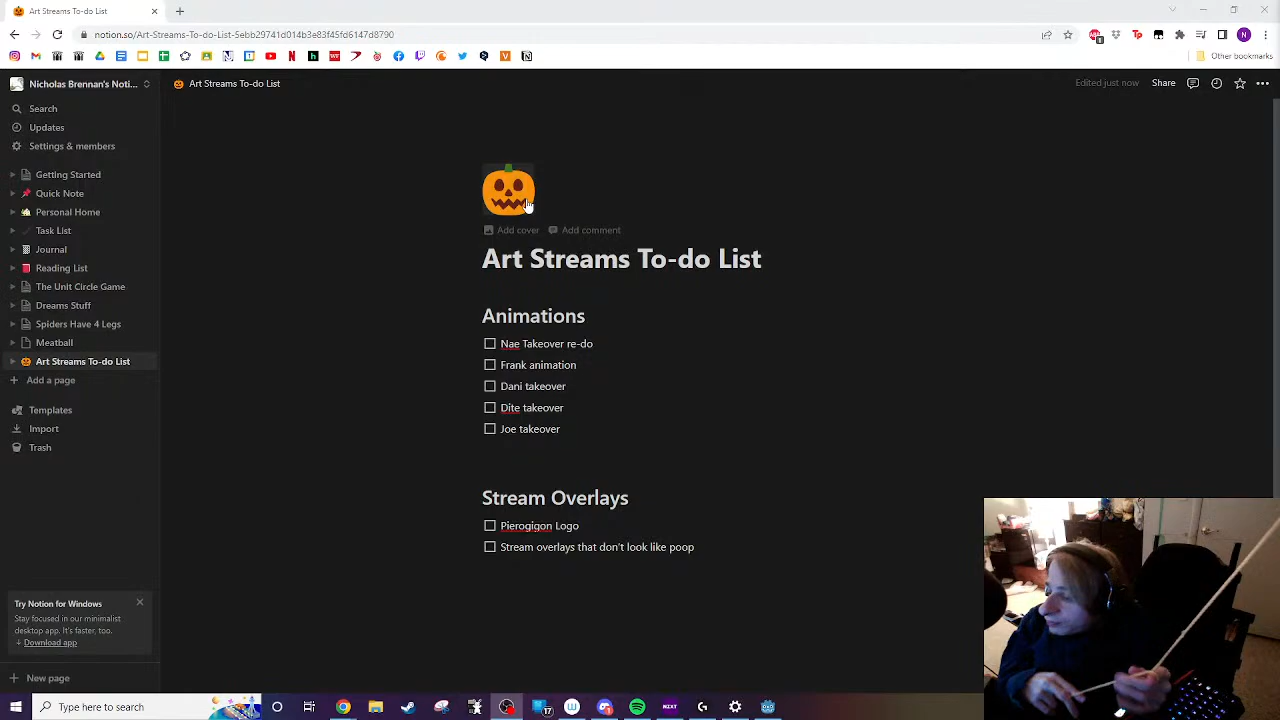 Art Streams To-do List
notion.so/Art-Streams-To-do-List-5ebb29741d014b3e83f45fd6147d8790
Other bookmarks
Nicholas Brennan's Noti...
Art Streams To-do List
Edited just now
Share
Search
Updates
Settings & members
Getting Started
Quick Note
Personal Home
Task List
Journal
Reading List
The Unit Circle Game
Dreams Stuff
Spiders Have 4 Legs
Meatball
Art Streams To-do List
Add a page
Templates
Import
Trash
Add cover
Add comment
Art Streams To-do List
Animations
Nae Takeover re-do
Frank animation
Dani takeover
Dite takeover
Joe takeover
Stream Overlays
Pierogigon Logo
Stream overlays that don't look like poop
Try Notion for Windows
Stay focused in our minimalist
desktop app. It's faster, too.
Download app
New page
Type here to search